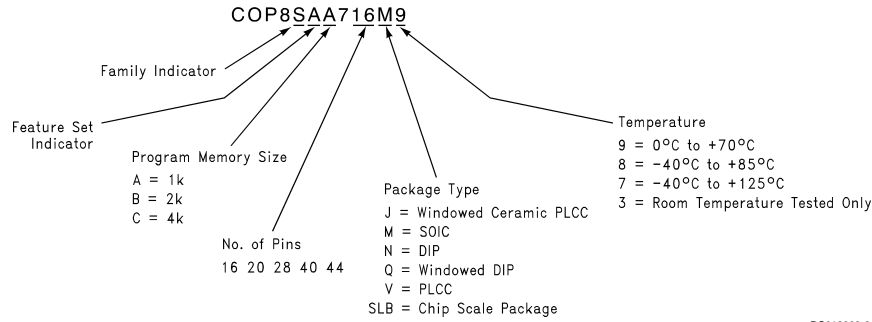 COP8SAA716M9
Family Indicator
Feature Set
Indicator
Program Memory Size
A = 1k
B = 2k
C = 4k
No. of Pins
16 20 28 40 44
Package Type
J = Windowed Ceramic PLCC
M = SOIC
N = DIP
Q = Windowed DIP
V = PLCC
SLB = Chip Scale Package
Temperature
9 = 0°C to +70°C
8 = -40°C to +85°C
7 = -40°C to +125°C
3 = Room Temperature Tested Only